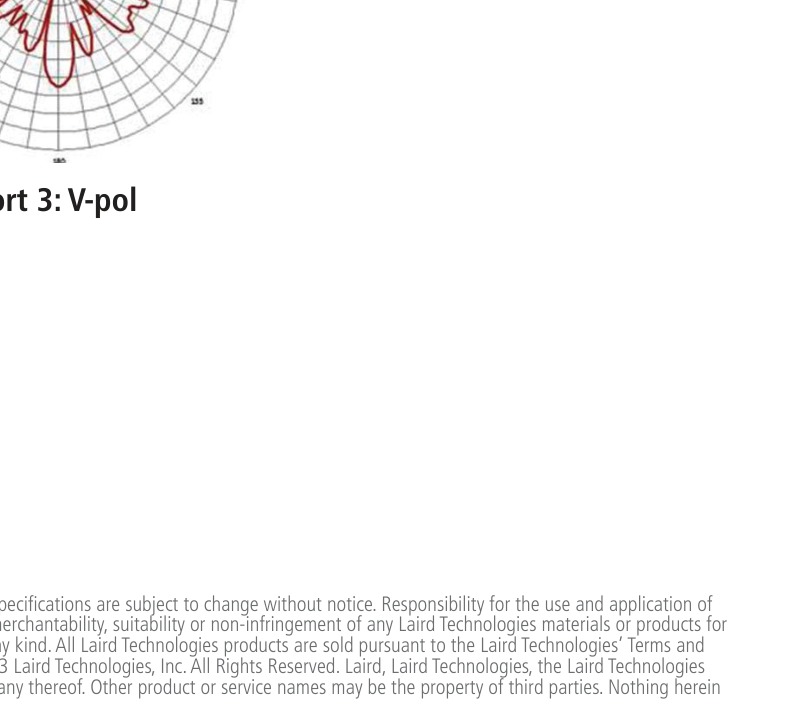 135
180
ort 3: V-pol
pecifications are subject to change without notice. Responsibility for the use and application of
erchantability, suitability or non-infringement of any Laird Technologies materials or products for
y kind. All Laird Technologies products are sold pursuant to the Laird Technologies’ Terms and
3 Laird Technologies, Inc. All Rights Reserved. Laird, Laird Technologies, the Laird Technologies
any thereof. Other product or service names may be the property of third parties. Nothing herein